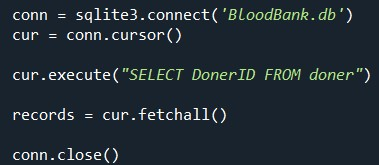 conn = sqlite3.connect('BloodBank.db')
cur = conn.cursor()
cur.execute("SELECT DonerID FROM doner")
records = cur.fetchall()
conn.close()